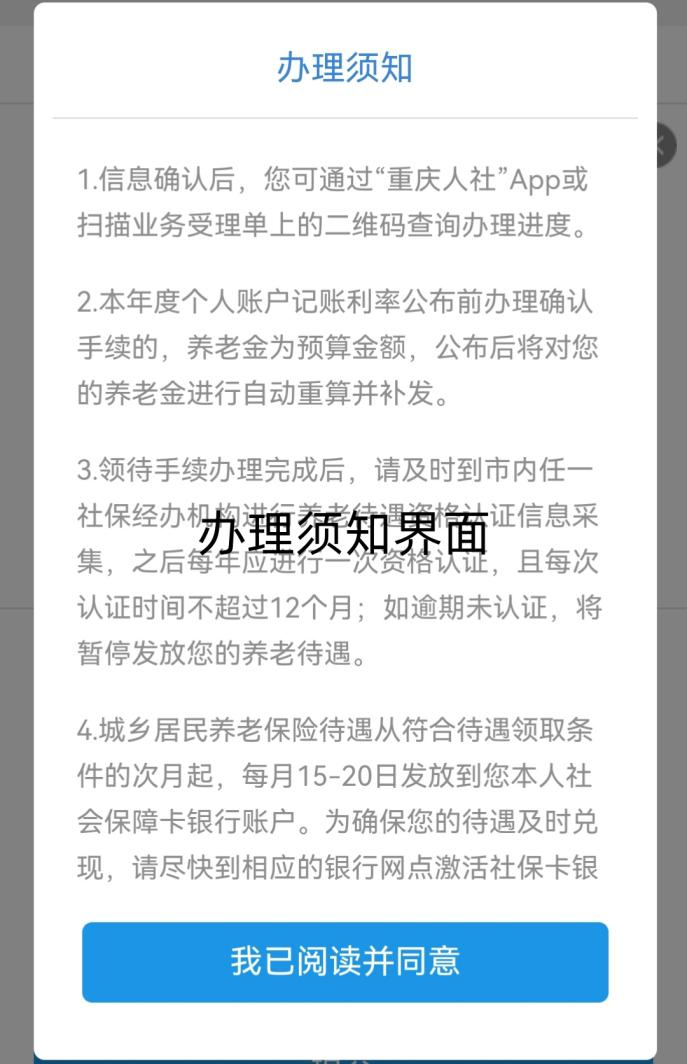 办理须知
1.信息确认后，您可通过“重庆人社”App或
扫描业务受理单上的二维码查询办理进度。
2.本年度个人账户记账利率公布前办理确认
手续的，养老金为预算金额，公布后将对您
的养老金进行自动重算并补发。
3.领待手续办理完成后，请及时到市内任一
社保经办机构进行养老待遇资格认证信息采
办理须知界面
集，之后每年应进行一次资格认证，且每次
认证时间不超过12个月；如逾期未认证，将
暂停发放您的养老待遇。
4.城乡居民养老保险待遇从符合待遇领取条
件的次月起，每月15-20日发放到您本人社
会保障卡银行账户。为确保您的待遇及时兑
现，请尽快到相应的银行网点激活社保卡银
我已阅读并同意